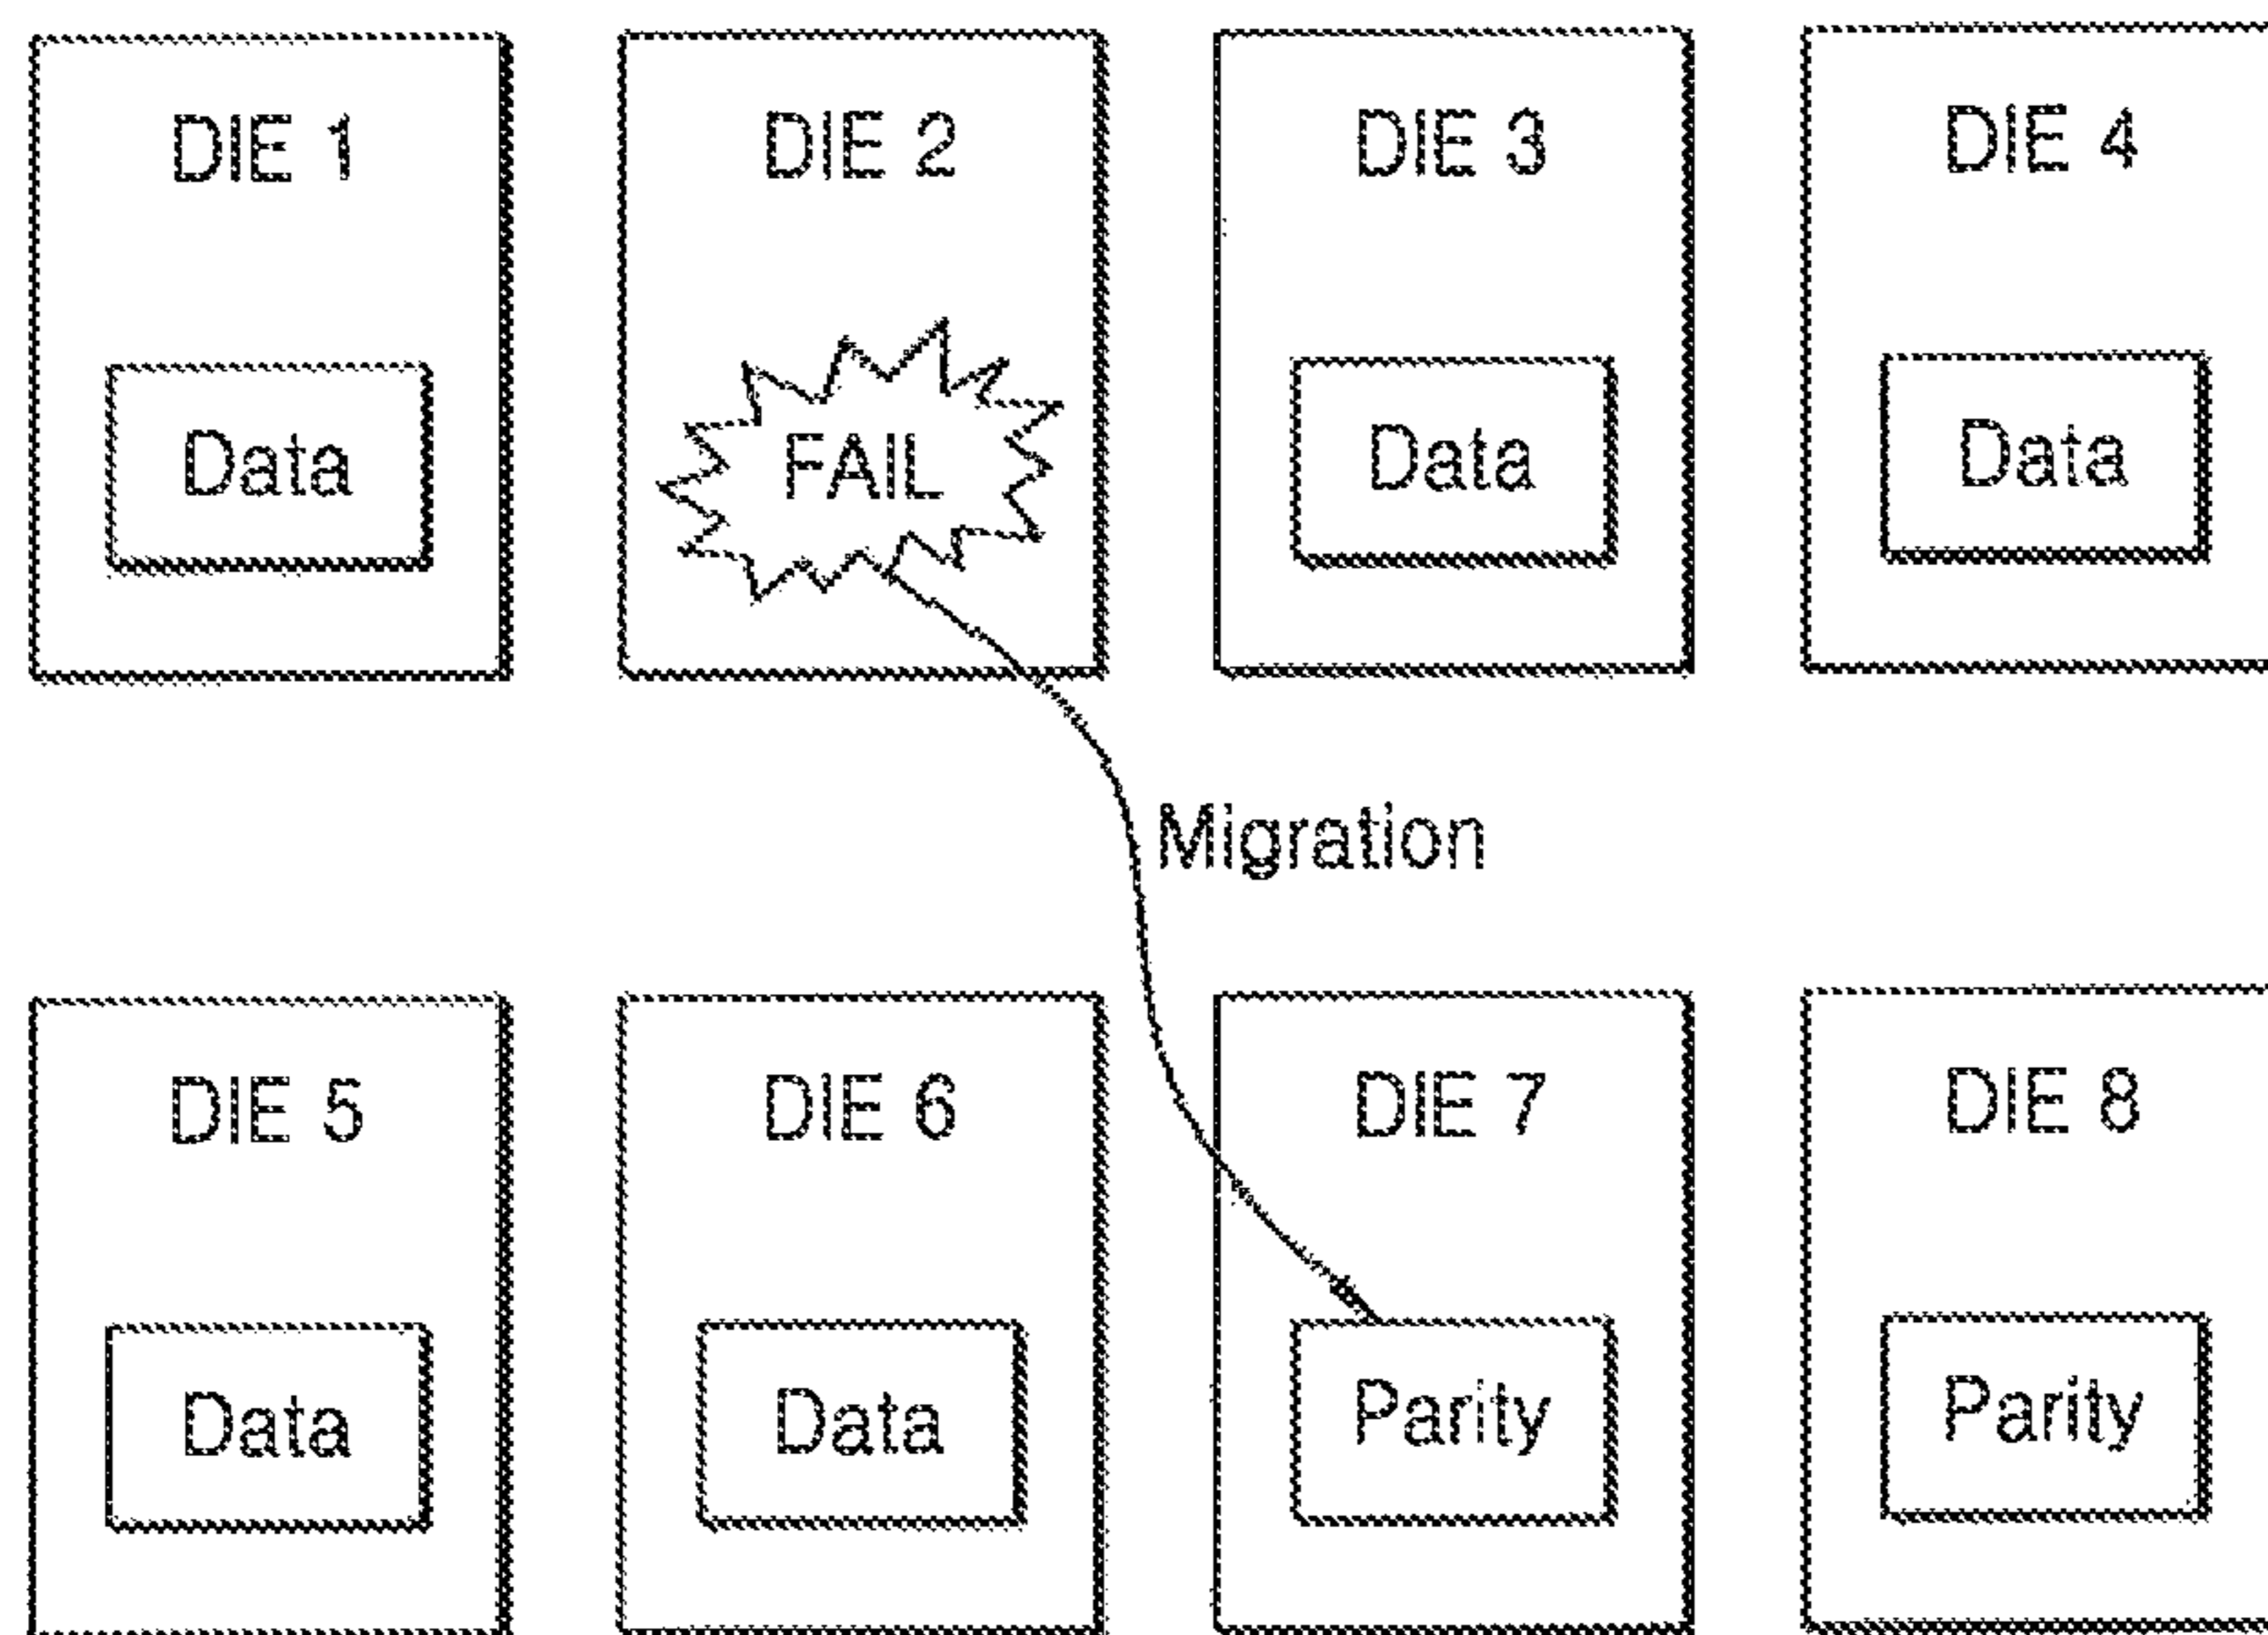 DIE 1
DIE 2
DIE 3
DIE 4
Data
FAIL
Data
Data
Migration
DIE 5
DIE 6
DIE 7
DIE 8
Data
Data
Parity
Parity